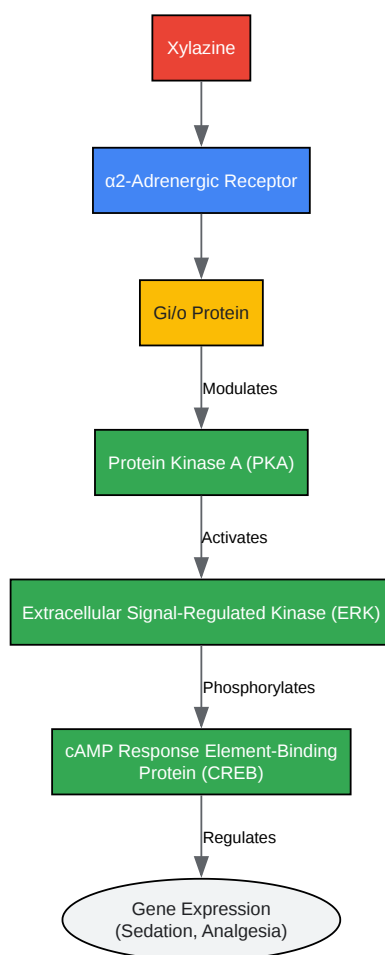 Xylazine
α2-Adrenergic Receptor
Gi/o Protein
Modulates
Protein Kinase A (PKA)
Activates
Extracellular Signal-Regulated Kinase (ERK)
Phosphorylates
cAMP Response Element-Binding
Protein (CREB)
Regulates
Gene Expression
(Sedation, Analgesia)